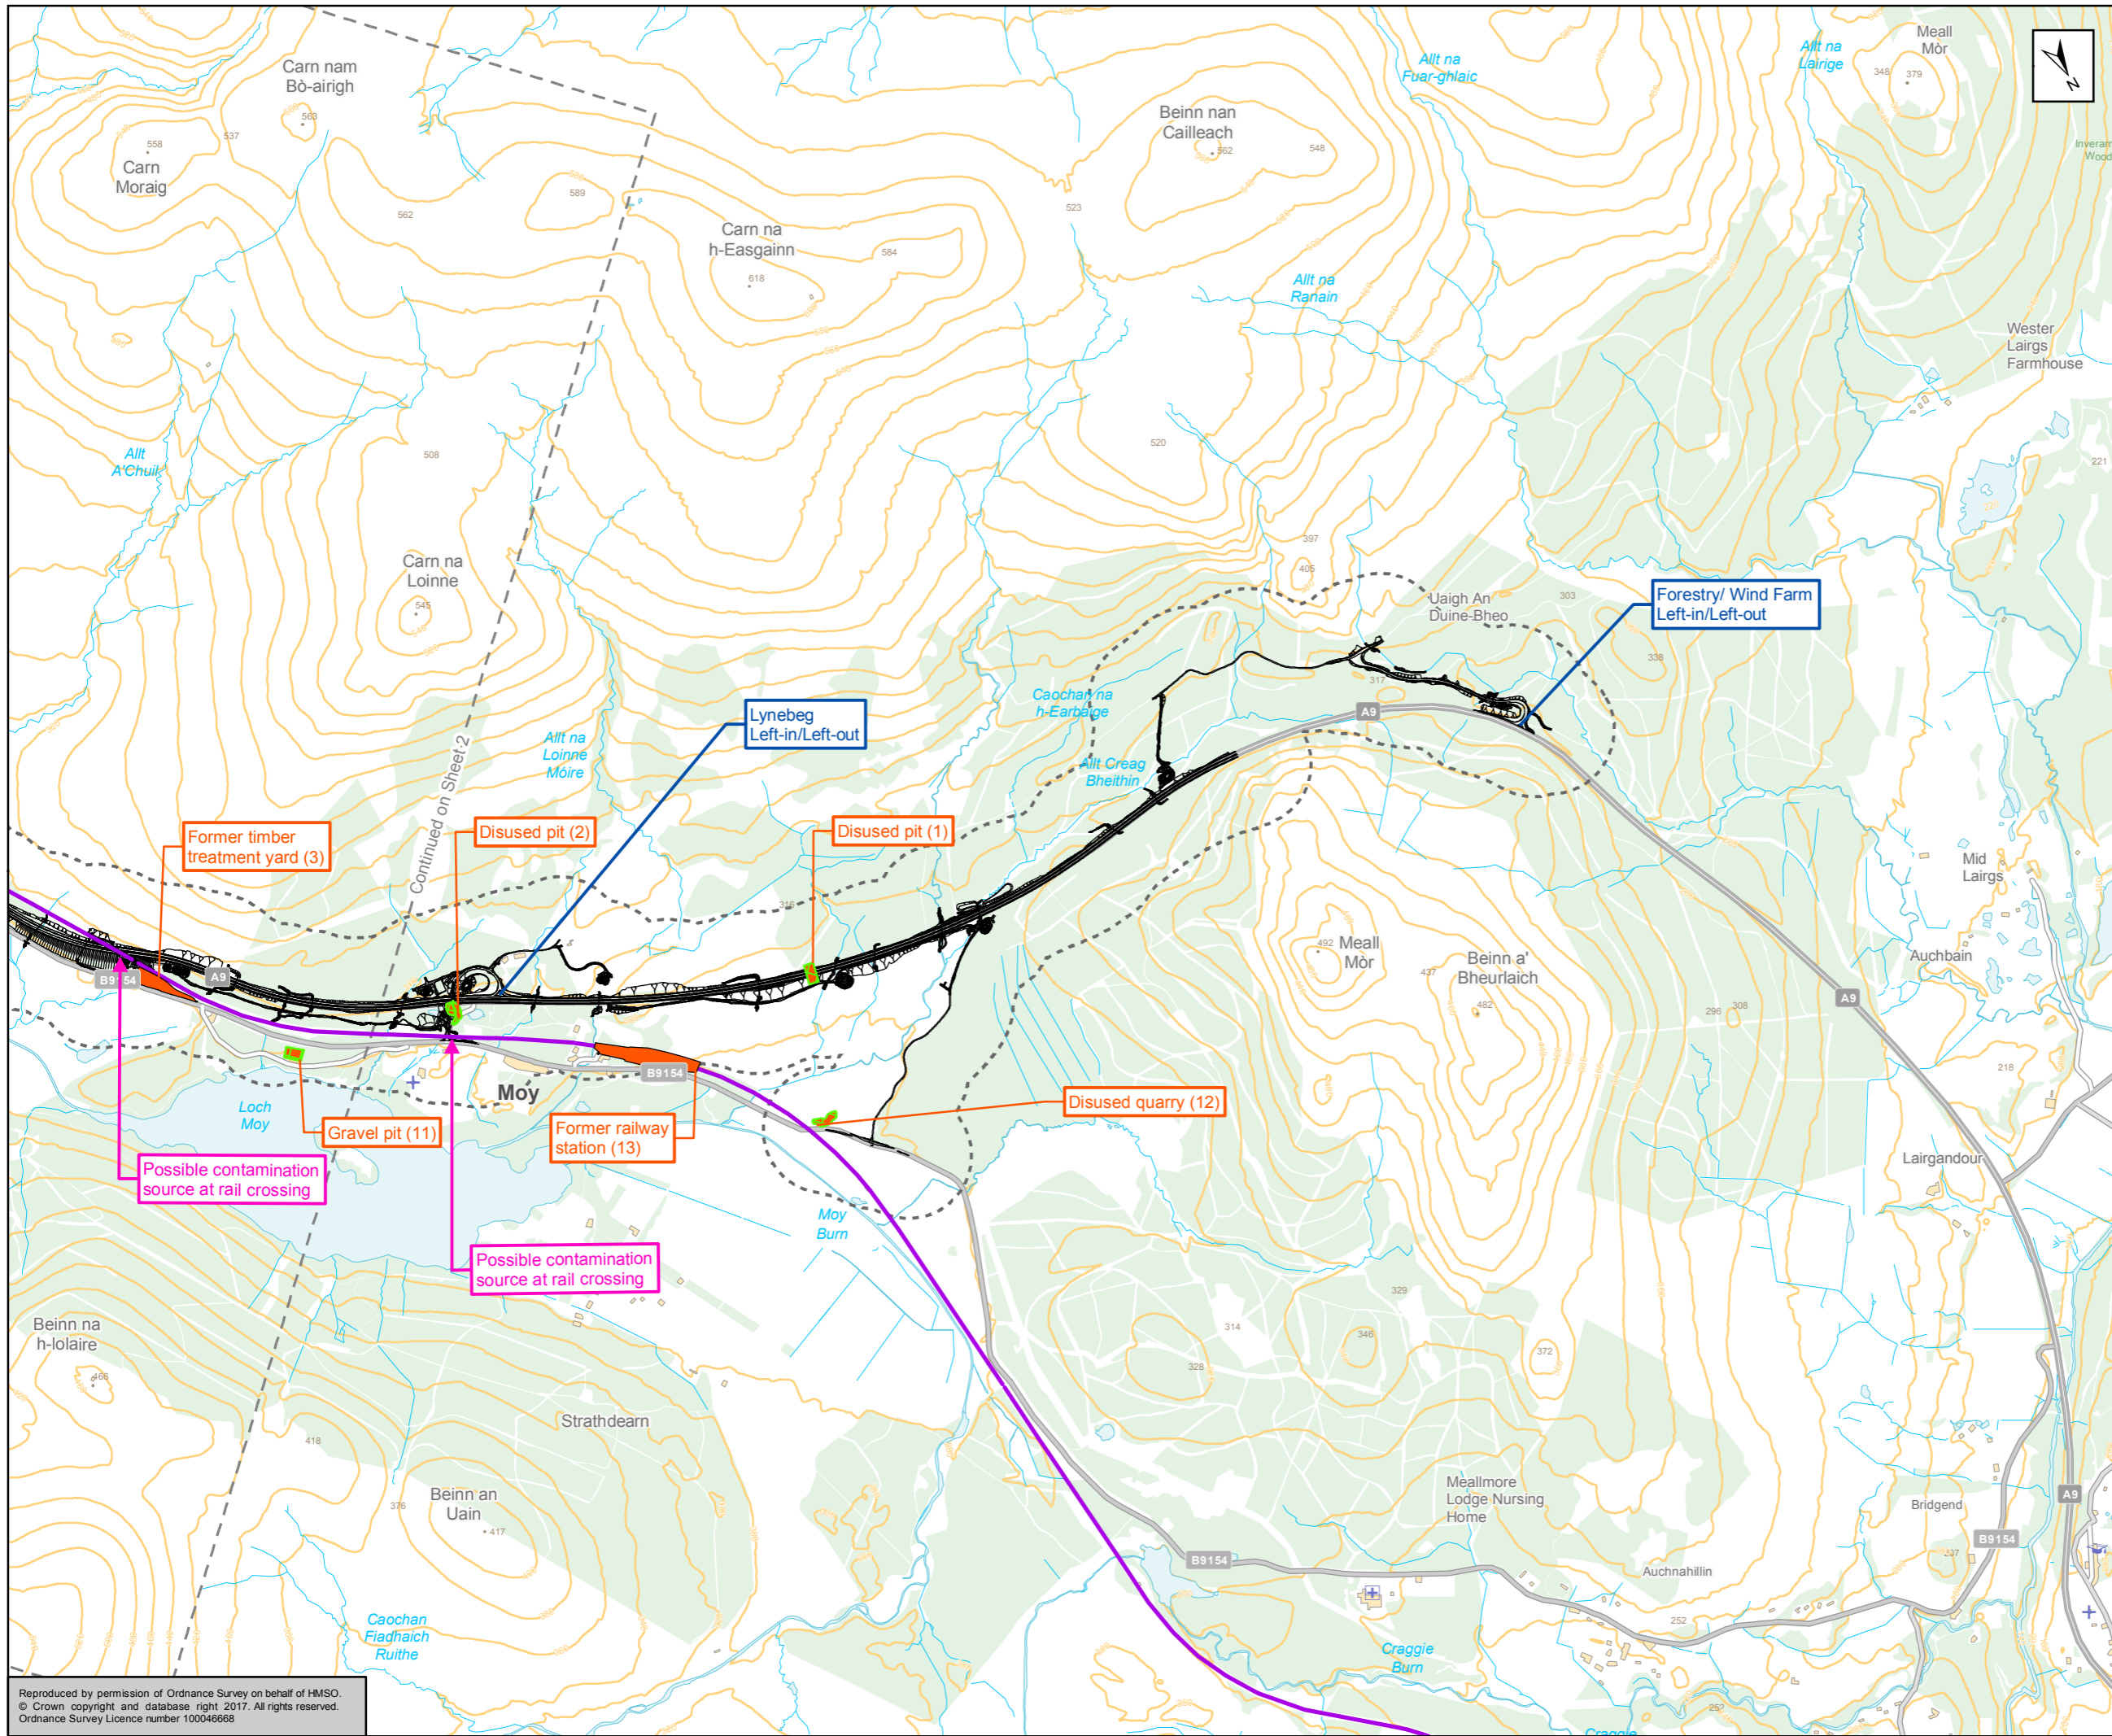 Meall
Mòr
348
379
N
Allt na
Lairige
Allt na
Fuar-ghlaic
Carn nam
Bò-airigh
563
537
558
Carn
Moraig
562
589
Beinn nan
Cailleach
562
548
523
Carn na
h-Easgainn
584
618
Allt na
Ranain
Wester
Lairgs
Farmhouse
221
520
508
Allt
A'Chuil
Carn na
Loinne
545
397
405
Uaigh An
Duine-Bheo
303
Forestry/ Wind Farm
Left-in/Left-out
338
317
A9
Caochan na
h-Earbaige
Allt Creag
Bheithin
Lynebeg
Left-in/Left-out
Allt na
Loinne
Móire
Continued on Sheet 2
Former timber
treatment yard (3)
Disused pit (2)
Disused pit (1)
316
Mid
Lairgs
Auchbain
492
Meall
Mòr
437
Beinn a'
Bheurlaich
482
296
308
A9
218
B9154
A9
B9154
Moy
Loch
Moy
Gravel pit (11)
Former railway
station (13)
Disused quarry (12)
Possible contamination
source at rail crossing
Possible contamination
source at rail crossing
Moy
Burn
Lairgandour
Beinn na
h-Iolaire
466
329
314
346
328
372
Strathdearn
418
376
Beinn an
Uain
417
Meallmore
Lodge Nursing
Home
A9
Bridgend
B9154
B9154
Auchnahillin
252
Caochan
Fiadhaich
Ruithe
Craggie
Burn
252
Craggie
Reproduced by permission of Ordnance Survey on behalf of HMSO.
© Crown copyright and database right 2017. All rights reserved.
Ordnance Survey Licence number 100046668